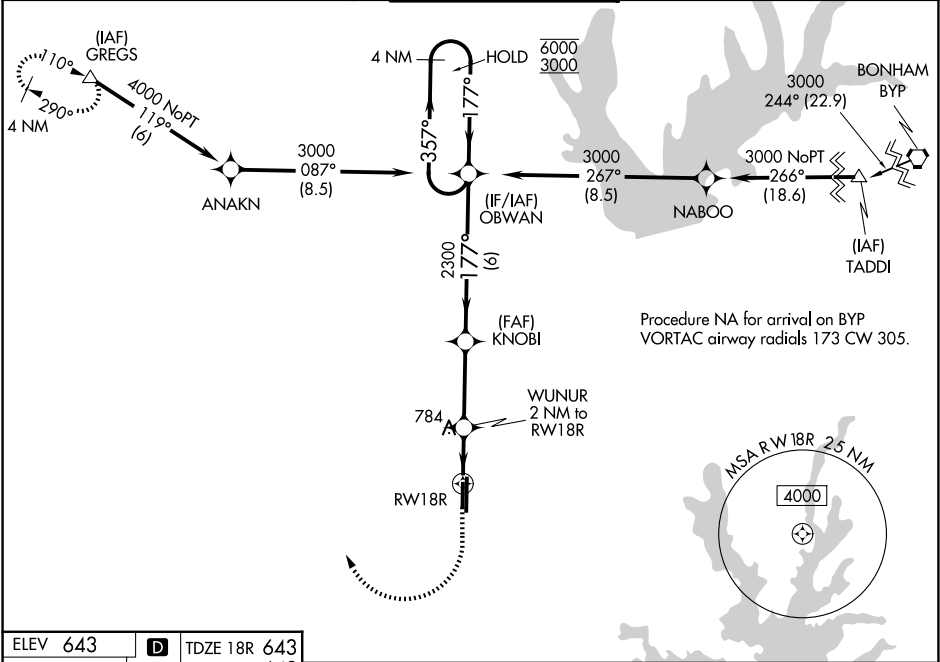 (IAF)
GREGS
110°
290°
4 NM
4000 NoPT
119°
(6)
ANAKN
3000
087°
(8.5)
4 NM
HOLD
6000
3000
357°
177°
(IF/IAF)
OBWAN
3000
267°
(8.5)
NABOO
3000 NoPT
266°
(18.6)
3000
244° (22.9)
BONHAM
BYP
(IAF)
TADDI
2300
177°
(6)
(FAF)
KNOBI
Procedure NA for arrival on BYP
VORTAC airway radials 173 CW 305.
784
WUNUR
2 NM to
RW18R
RW18R
MSA RW18R 25 NM
4000
ELEV 643
D
TDZE 18R 643